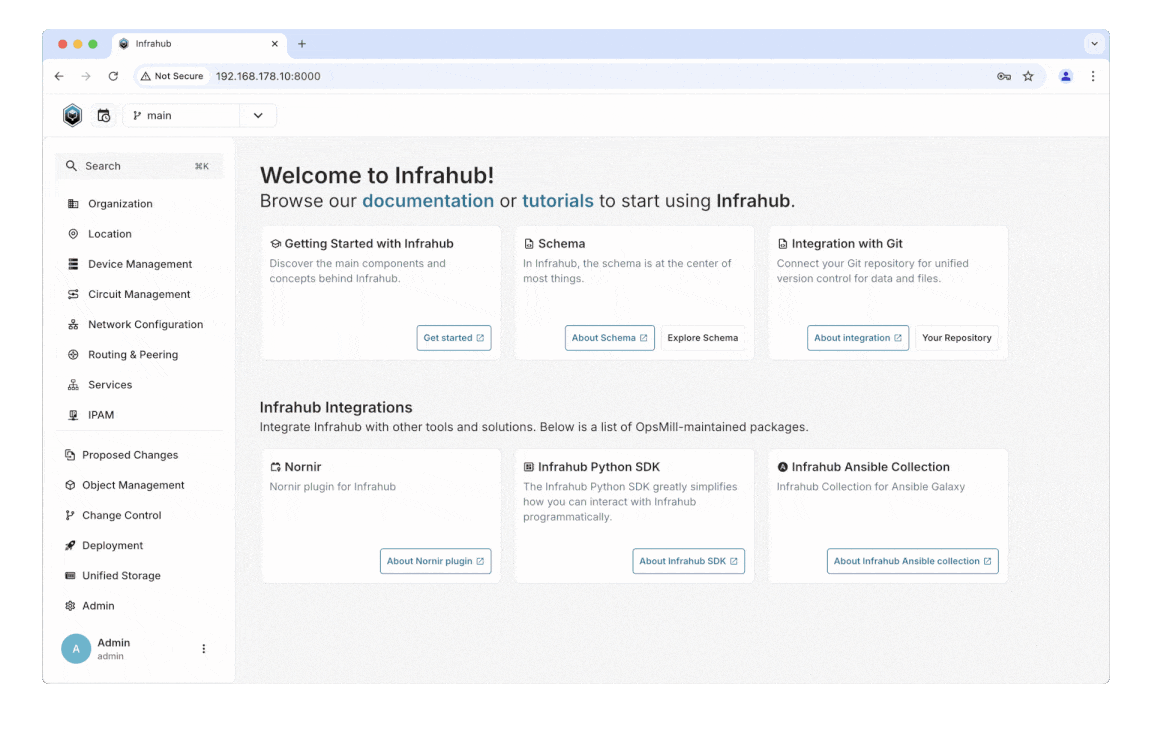 Infrahub
Not Secure 192.168.178.10:8000
main
Search ⌘K
Organization
Location
Device Management
Circuit Management
Network Configuration
Routing & Peering
Services
IPAM
Proposed Changes
Object Management
Change Control
Deployment
Unified Storage
Admin
A
Admin
admin
Welcome to Infrahub!
Browse our documentation or tutorials to start using Infrahub.
Getting Started with Infrahub
Discover the main components and
concepts behind Infrahub.
Get started
Schema
In Infrahub, the schema is at the center of
most things.
About Schema
Explore Schema
Integration with Git
Connect your Git repository for unified
version control for data and files.
About integration
Your Repository
Infrahub Integrations
Integrate Infrahub with other tools and solutions. Below is a list of OpsMill-maintained packages.
Nornir
Nornir plugin for Infrahub
About Nornir plugin
Infrahub Python SDK
The Infrahub Python SDK greatly simplifies
how you can interact with Infrahub
programmatically.
About Infrahub SDK
Infrahub Ansible Collection
Infrahub Collection for Ansible Galaxy
About Infrahub Ansible collection